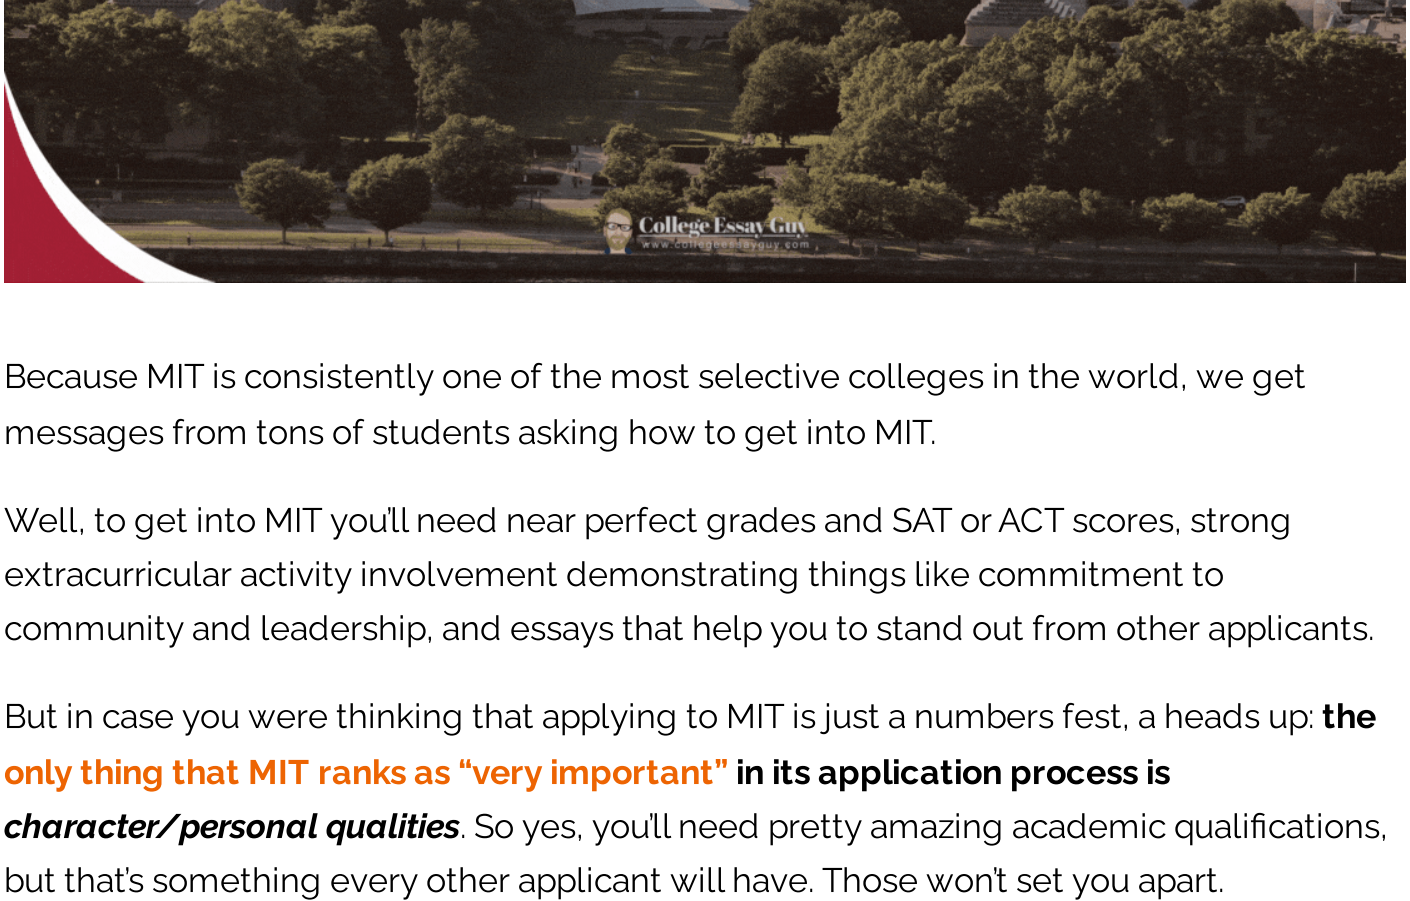 College Essay Guy
www.collegeessayguy.com
Because MIT is consistently one of the most selective colleges in the world, we get
messages from tons of students asking how to get into MIT.
Well, to get into MIT you’ll need near perfect grades and SAT or ACT scores, strong
extracurricular activity involvement demonstrating things like commitment to
community and leadership, and essays that help you to stand out from other applicants.
But in case you were thinking that applying to MIT is just a numbers fest, a heads up: the
only thing that MIT ranks as “very important” in its application process is
character/personal qualities. So yes, you’ll need pretty amazing academic qualifications,
but that’s something every other applicant will have. Those won’t set you apart.